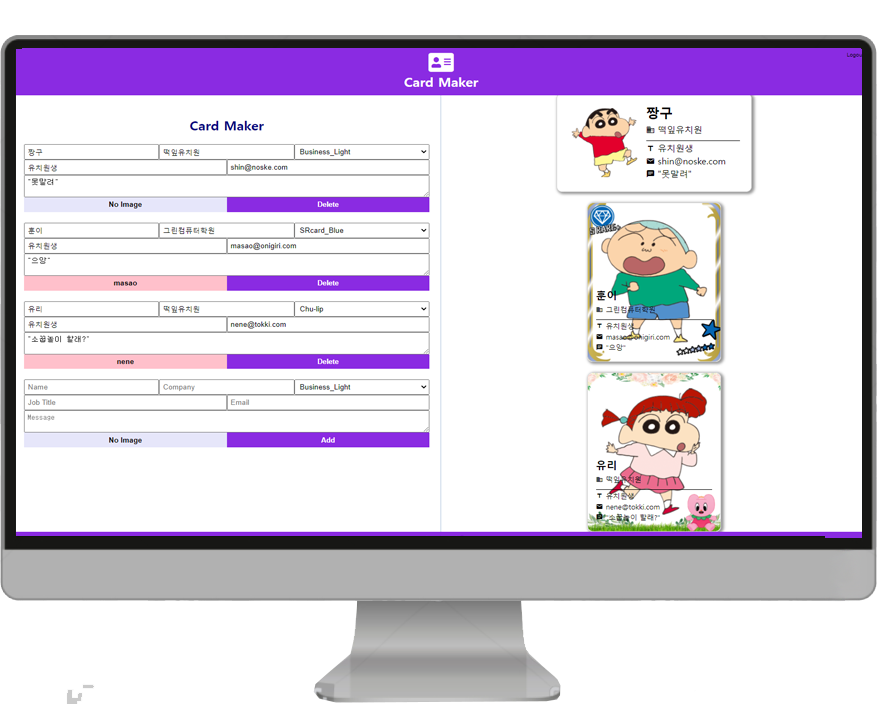 Logout
Card Maker
Card Maker
짱구 떡잎유치원 Business_Light
유치원생 shin@noske.com
"못말려"
No Image Delete
훈이 그린컴퓨터학원 SRcard_Blue
유치원생 masao@onigiri.com
"으앙"
masao Delete
유리 떡잎유치원 Chu-lip
유치원생 nene@tokki.com
"소꿉놀이 할래?"
nene Delete
Name Company Business_Light
Job Title Email
Message
No Image Add
짱구
떡잎유치원
유치원생
shin@noske.com
"못말려"
훈이
그린컴퓨터학원
유치원생
masao@onigiri.com
"으앙"
유리
떡잎유치원
유치원생
nene@tokki.com
"소꿉놀이 할래?"